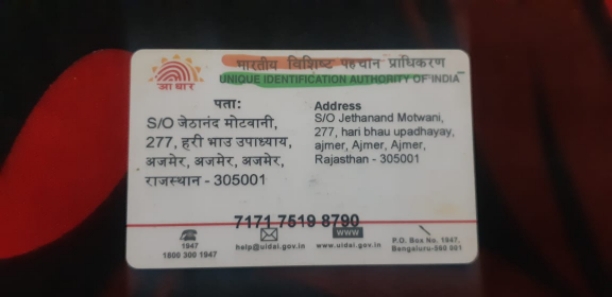 भारतीय विशिष्ट पहचान प्राधिकरण
UNIQUE IDENTIFICATION AUTHORITY OF INDIA
आधार
पता:
S/O जेठानंद मोटवानी,
277, हरी भाउ उपाध्याय,
अजमेर, अजमेर, अजमेर,
राजस्थान - 305001
Address
S/O Jethanand Motwani,
277, hari bhau upadhayay,
ajmer, Ajmer, Ajmer,
Rajasthan - 305001
7171 7519 8790
1947
1800 300 1947
help@uidai.gov.in
www
www.uidai.gov.in
P.O. Box No. 1947,
Bengaluru-560 001